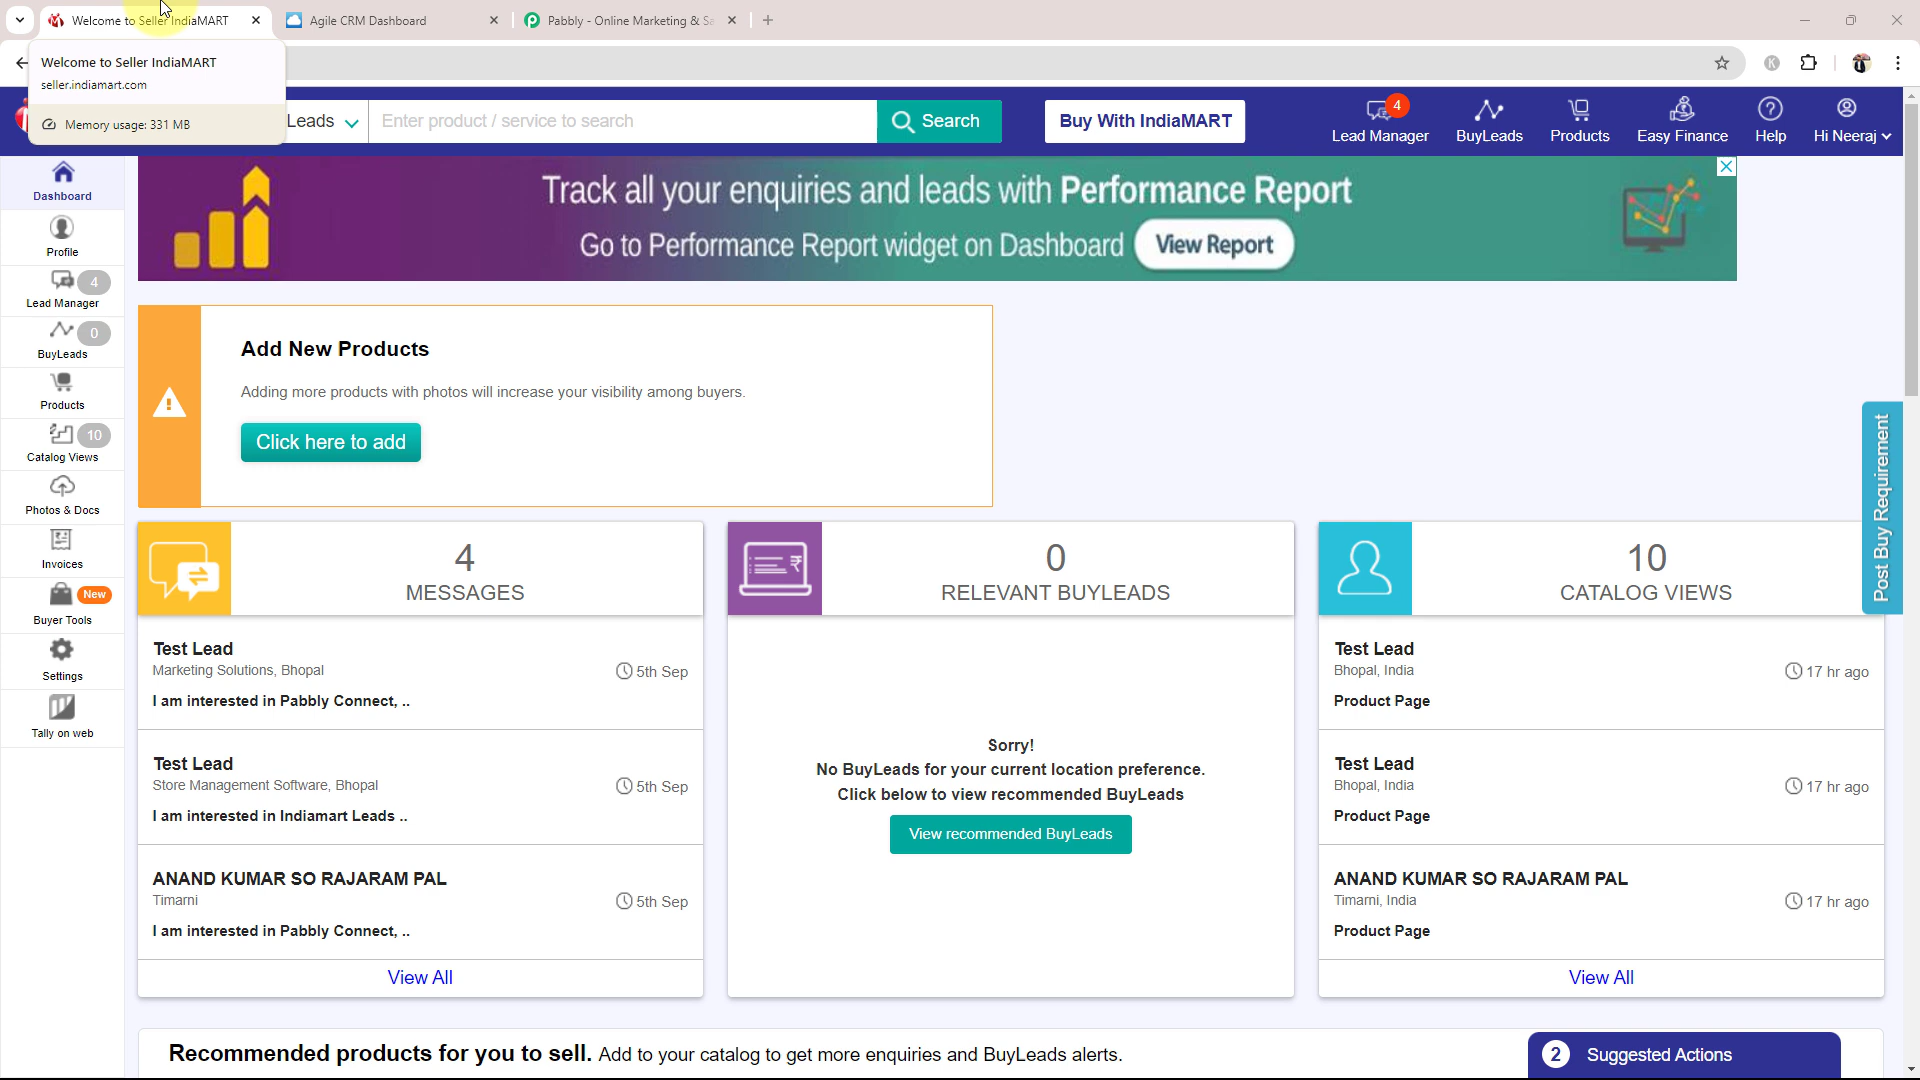 Welcome to Seller IndiaMART
Agile CRM Dashboard
Pabbly - Online Marketing & Sa
Welcome to Seller IndiaMART
seller.indiamart.com
Memory usage: 331 MB
Leads
Enter product / service to search
Search
Buy With IndiaMART
4
Lead Manager
BuyLeads
Products
Easy Finance
Help
Hi Neeraj
K
Dashboard
Profile
4
Lead Manager
0
BuyLeads
Products
10
Catalog Views
Photos & Docs
Invoices
New
Buyer Tools
Settings
Tally on web
Track all your enquiries and leads with Performance Report
Go to Performance Report widget on Dashboard View Report
Add New Products
Adding more products with photos will increase your visibility among buyers.
Click here to add
4
MESSAGES
Test Lead
Marketing Solutions, Bhopal
5th Sep
I am interested in Pabbly Connect, ..
Test Lead
Store Management Software, Bhopal
5th Sep
I am interested in Indiamart Leads ..
ANAND KUMAR SO RAJARAM PAL
Timarni
5th Sep
I am interested in Pabbly Connect, ..
View All
0
RELEVANT BUYLEADS
Sorry!
No BuyLeads for your current location preference.
Click below to view recommended BuyLeads
View recommended BuyLeads
10
CATALOG VIEWS
Test Lead
Bhopal, India
17 hr ago
Product Page
Test Lead
Bhopal, India
17 hr ago
Product Page
ANAND KUMAR SO RAJARAM PAL
Timarni, India
17 hr ago
Product Page
View All
Post Buy Requirement
Recommended products for you to sell. Add to your catalog to get more enquiries and BuyLeads alerts.
2 Suggested Actions